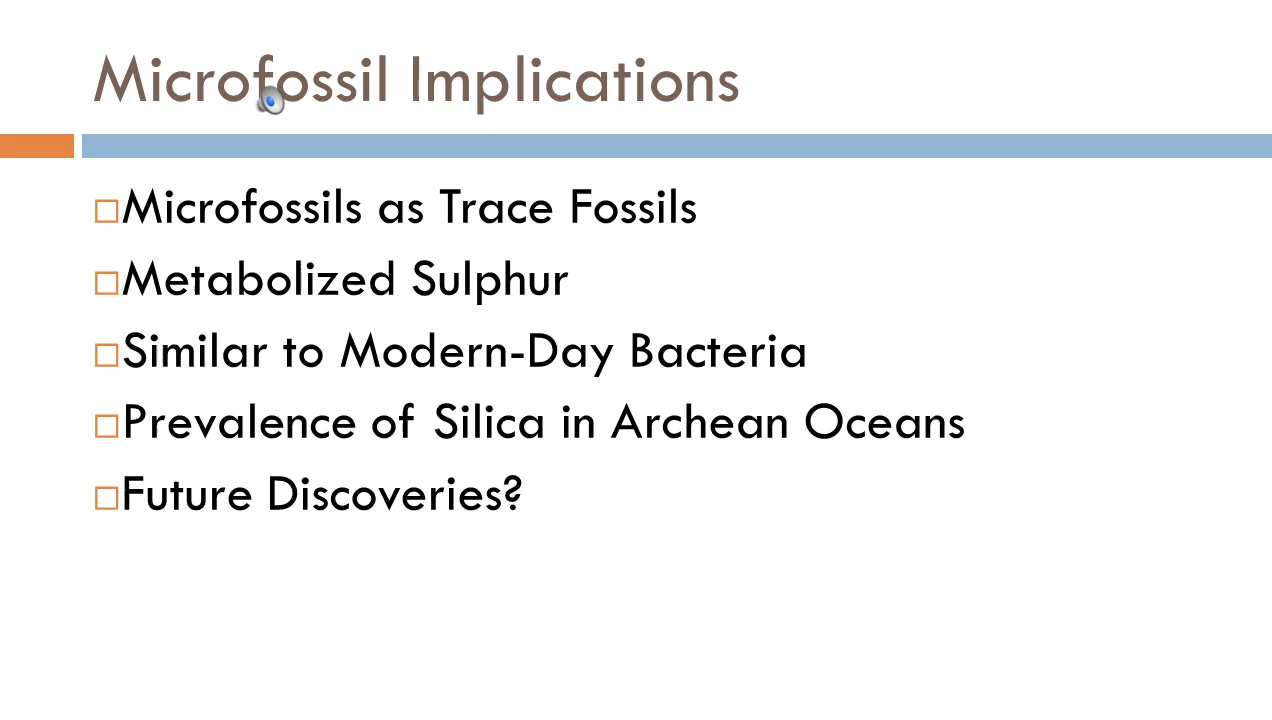 Microfossil Implications
Microfossils as Trace Fossils
Metabolized Sulphur
Similar to Modern-Day Bacteria
Prevalence of Silica in Archean Oceans
Future Discoveries?